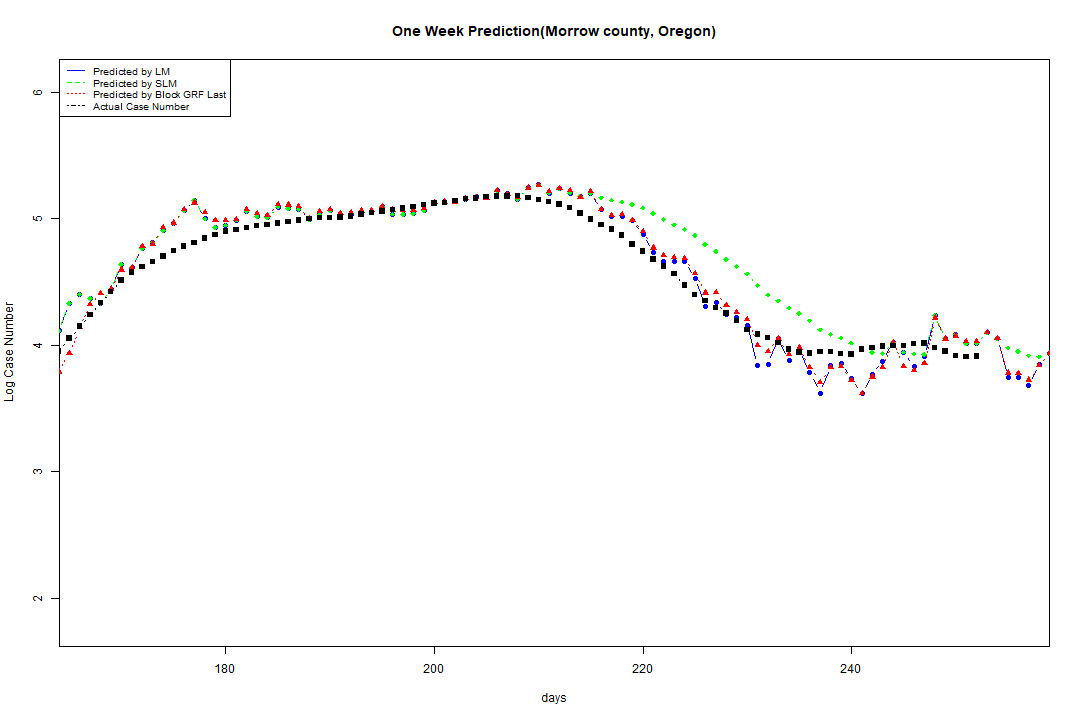 One Week Prediction(Morrow county, Oregon)
Predicted by LM
Predicted by SLM
Predicted by Block GRF Last
Actual Case Number
6
5
4
3
2
Log Case Number
180 200 220 240
days